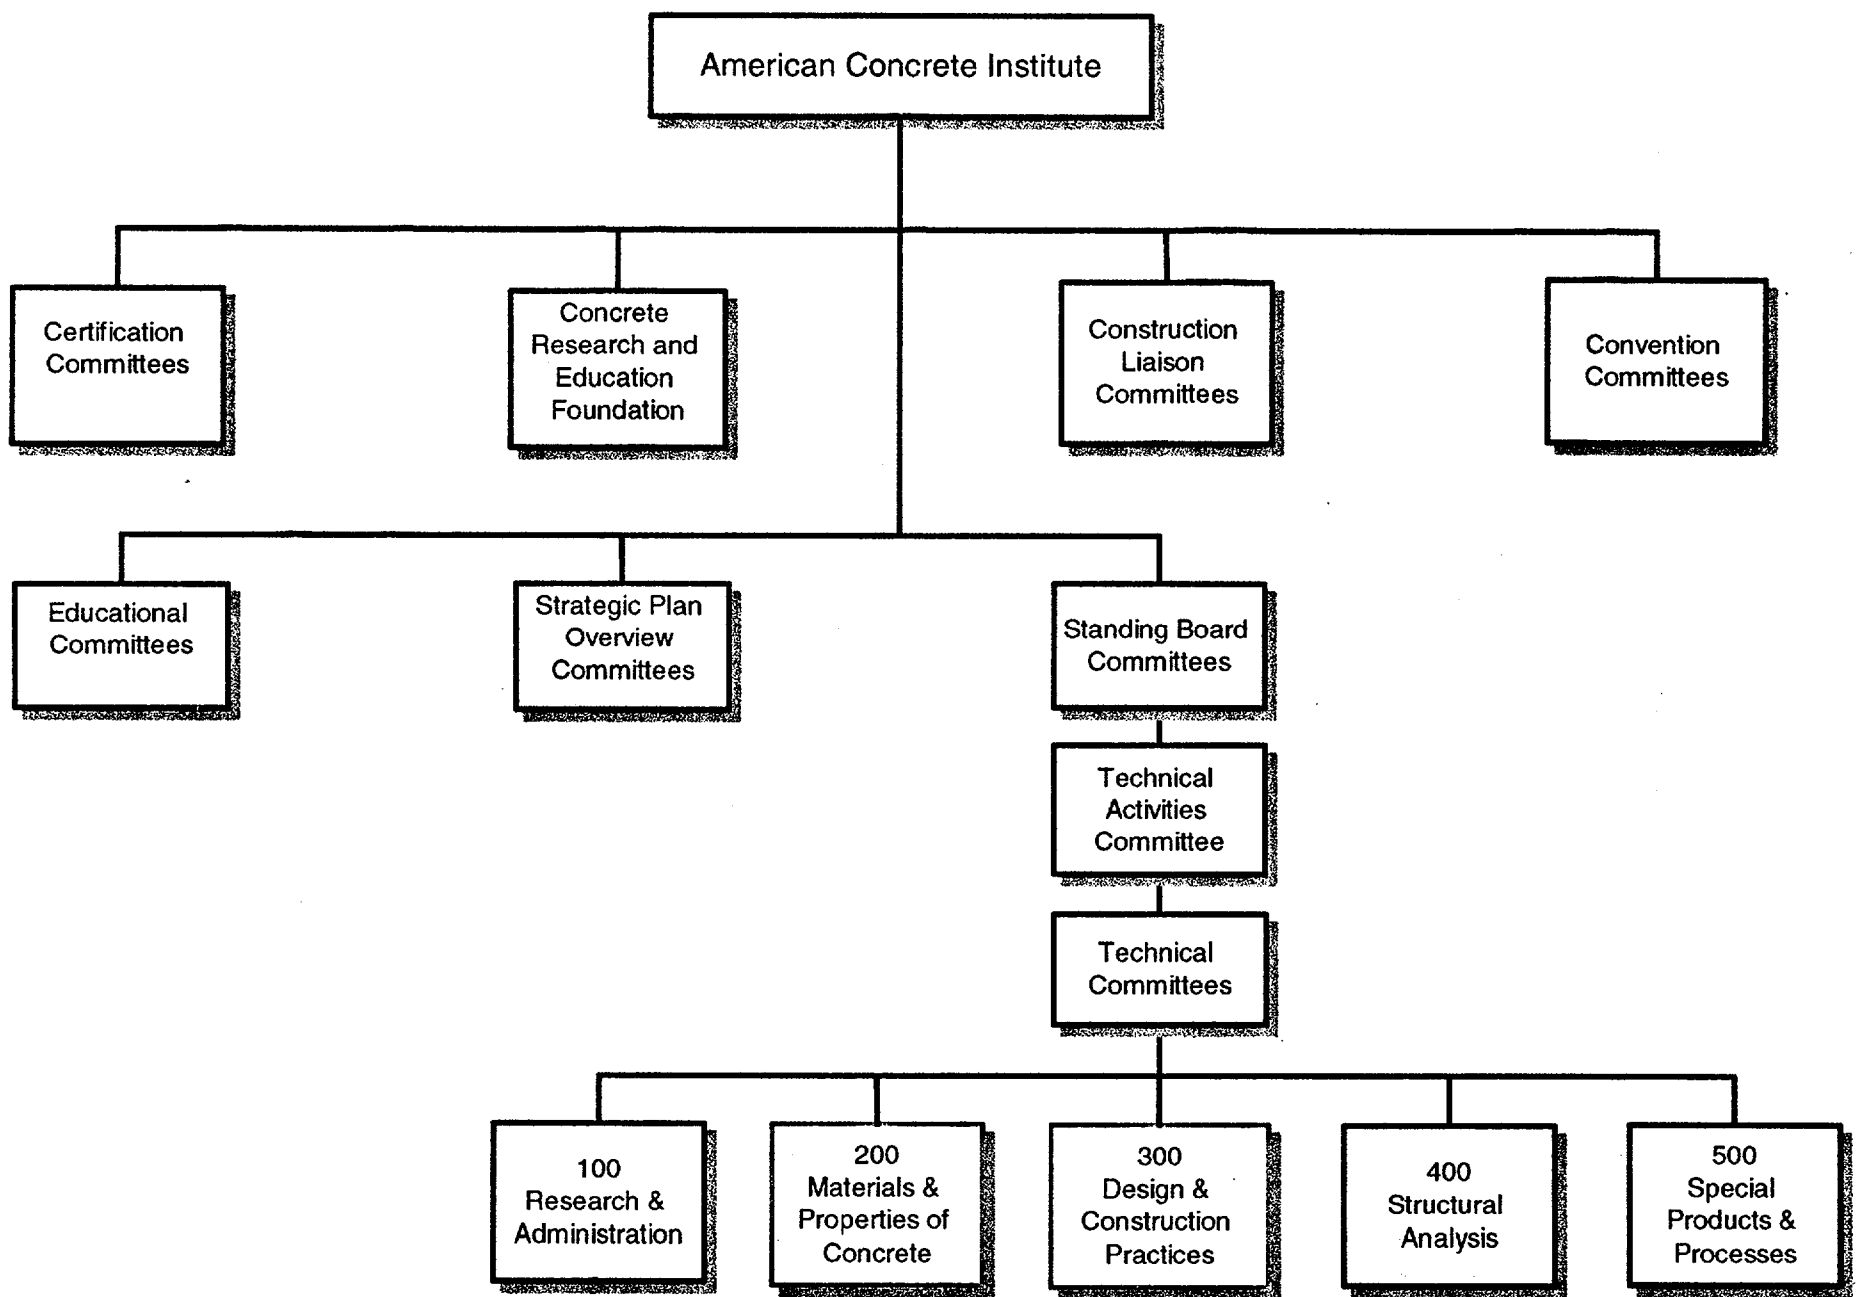 American Concrete Institute
Certification
Committees
Concrete
Research and
Education
Foundation
Construction
Liaison
Committees
Convention
Committees
Educational
Committees
Strategic Plan
Overview
Committees
Standing Board
Committees
Technical
Activities
Committee
Technical
Committees
100
Research &
Administration
200
Materials &
Properties of
Concrete
300
Design &
Construction
Practices
400
Structural
Analysis
500
Special
Products &
Processes